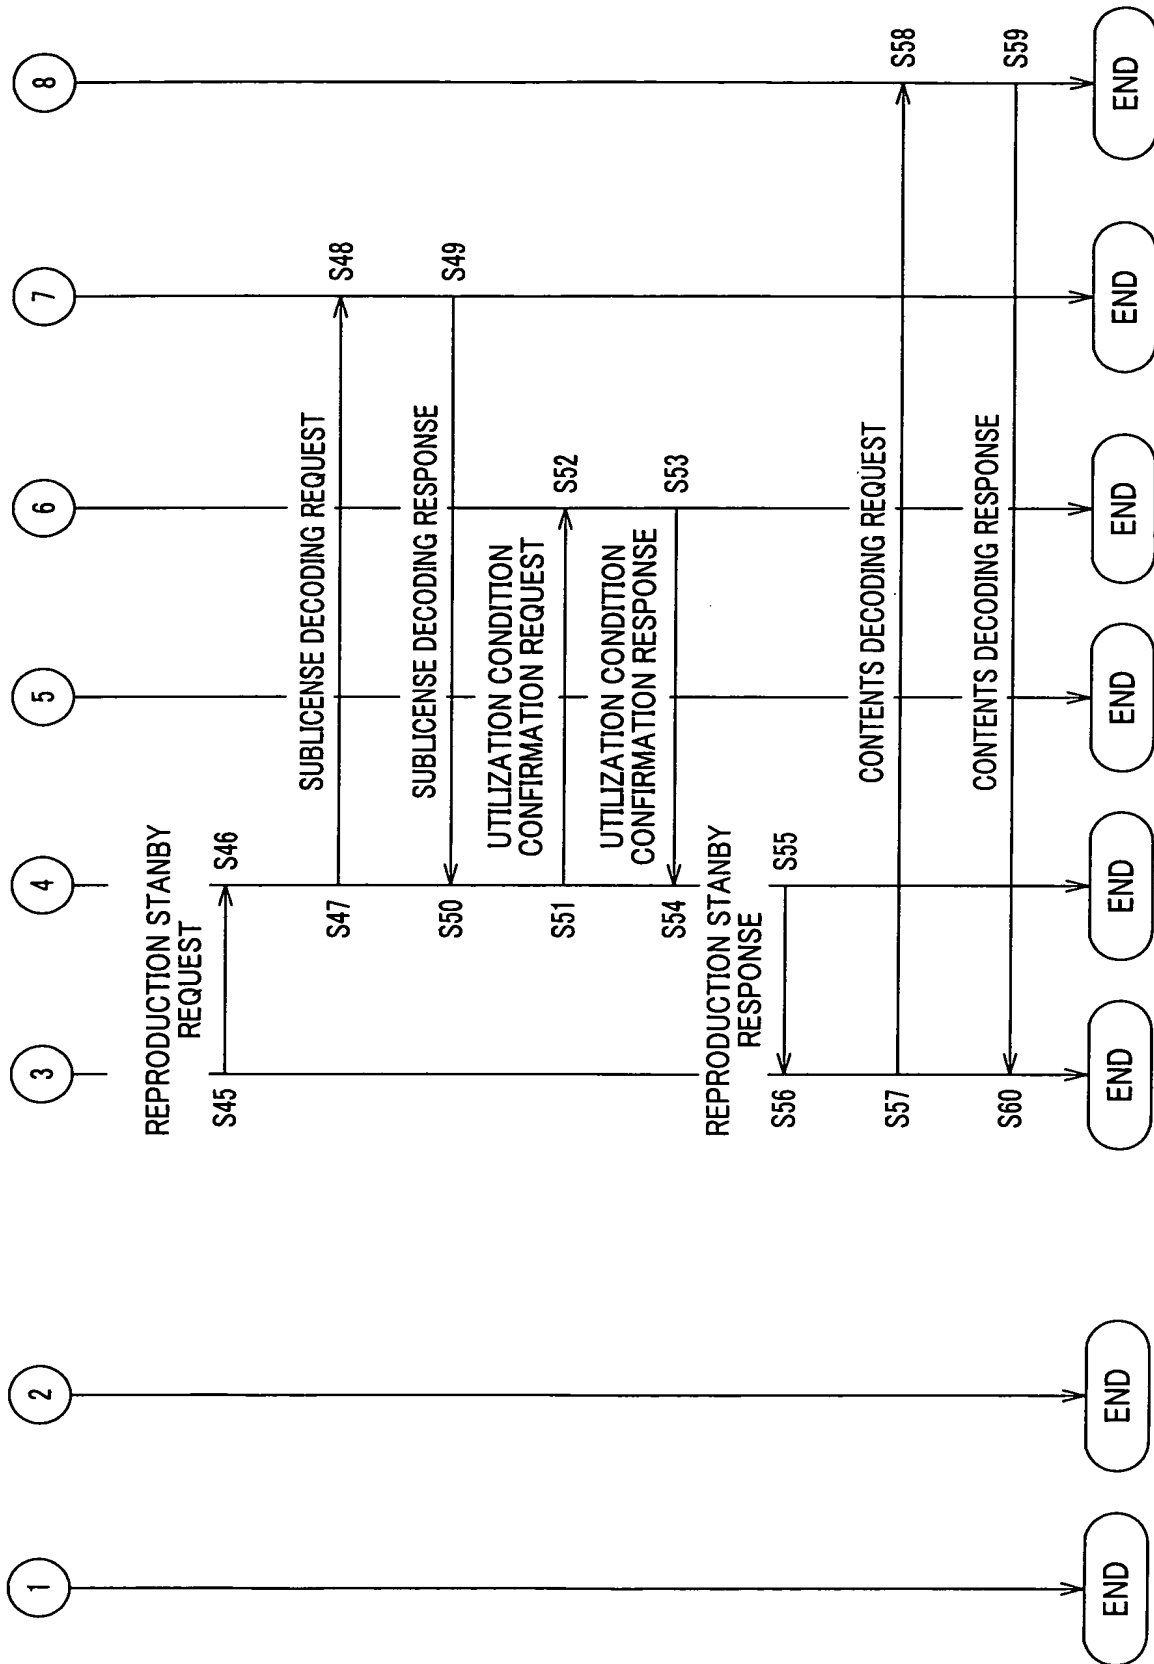 1
2
3
4
5
6
7
8
REPRODUCTION STANBY
REQUEST
S45
S46
SUBLICENSE DECODING REQUEST
S47
S48
SUBLICENSE DECODING RESPONSE
S50
S49
UTILIZATION CONDITION
CONFIRMATION REQUEST
S51
S52
UTILIZATION CONDITION
CONFIRMATION RESPONSE
S54
S53
REPRODUCTION STANBY
RESPONSE
S56
S55
CONTENTS DECODING REQUEST
S57
S58
CONTENTS DECODING RESPONSE
S60
S59
END
END
END
END
END
END
END
END